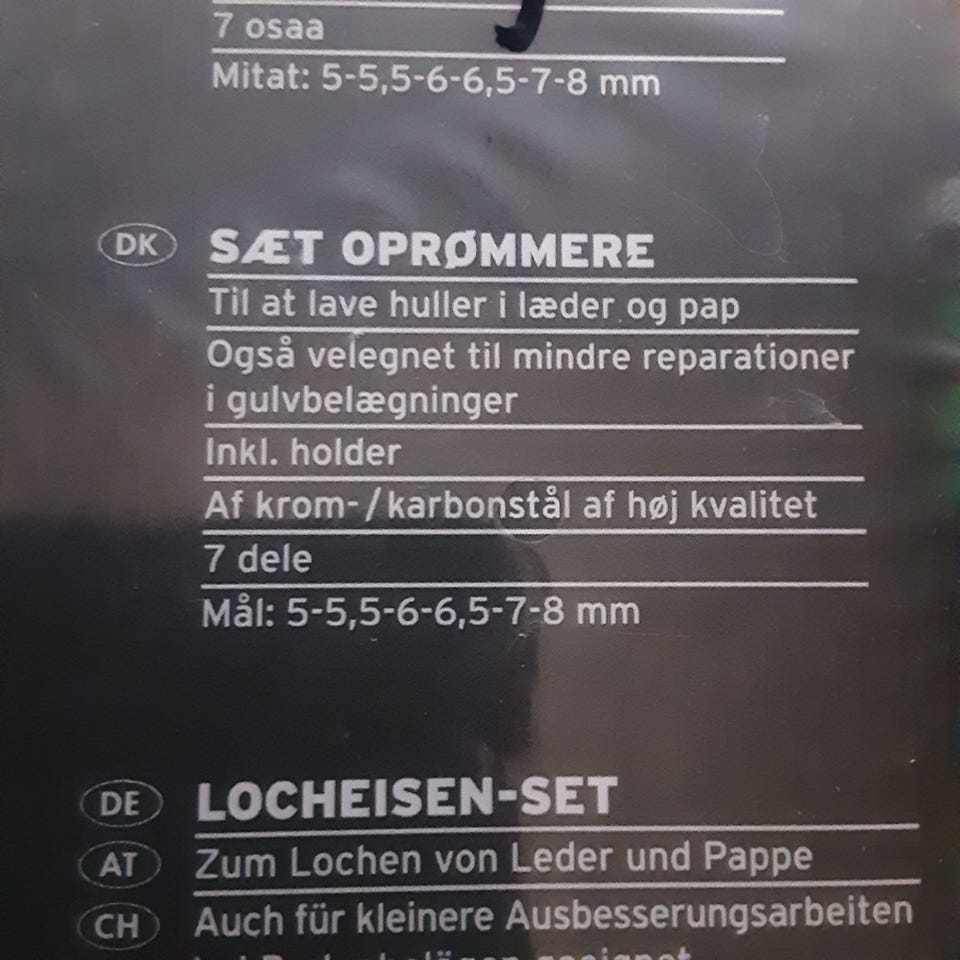 7 osaa
Mitat: 5-5,5-6-6,5-7-8 mm
DK SÆT OPRØMMERE
Til at lave huller i læder og pap
Også velegnet til mindre reparationer
i gulvbelægninger
Inkl. holder
Af krom-/karbonstål af høj kvalitet
7 dele
Mål: 5-5,5-6-6,5-7-8 mm
DE LOCHEISEN-SET
AT Zum Lochen von Leder und Pappe
CH Auch für kleinere Ausbesserungsarbeiten
geeignet